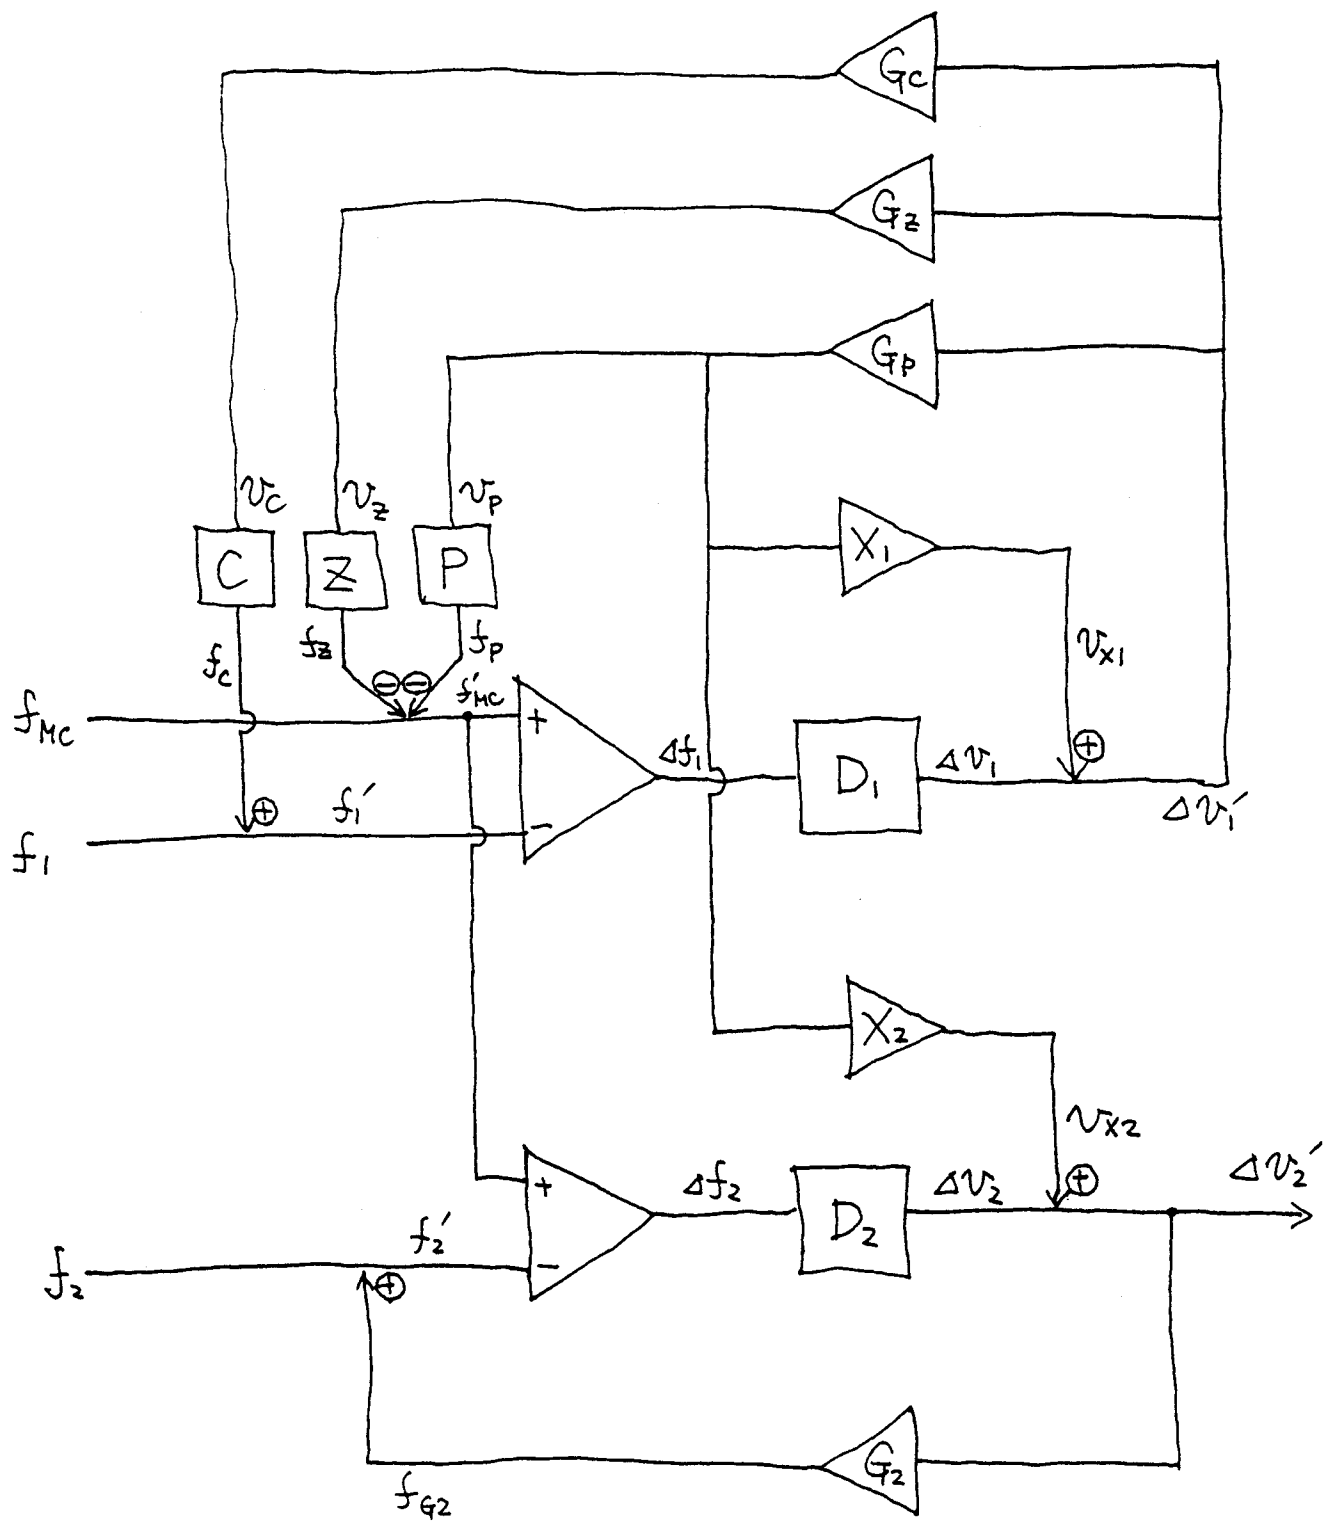 Gc
Gz
Gp
vc
vz
vp
C
Z
P
X1
fc
fz
fp
vx1
⊖⊖
f'MC
fMC
+
Δf1
D1
Δv1
⊕
Δv1'
⊕
f1'
−
f1
X2
vx2
+
Δf2
D2
Δv2
⊕
Δv2'
f2'
−
f2
⊕
G2
fG2